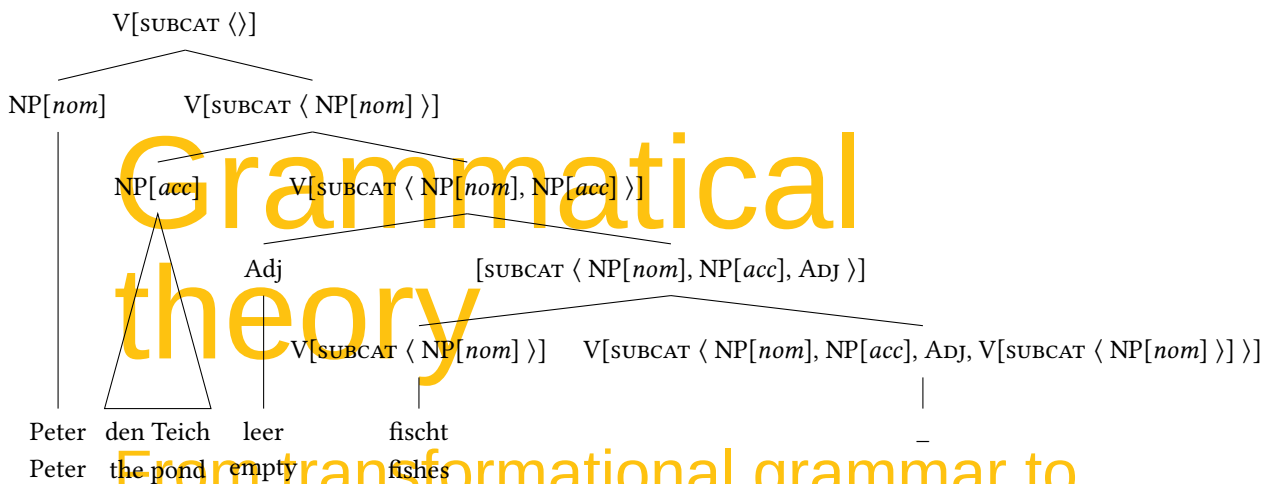 V[SUBCAT ⟨⟩]
NP[nom] V[SUBCAT ⟨ NP[nom] ⟩]
Grammatical
NP[acc] V[SUBCAT ⟨ NP[nom], NP[acc] ⟩]
theory
Adj [SUBCAT ⟨ NP[nom], NP[acc], ADJ ⟩]
V[SUBCAT ⟨ NP[nom] ⟩] V[SUBCAT ⟨ NP[nom], NP[acc], ADJ, V[SUBCAT ⟨ NP[nom] ⟩] ⟩]
Peter den Teich leer fischt _
Peter the pond empty fishes
From transformational grammar to